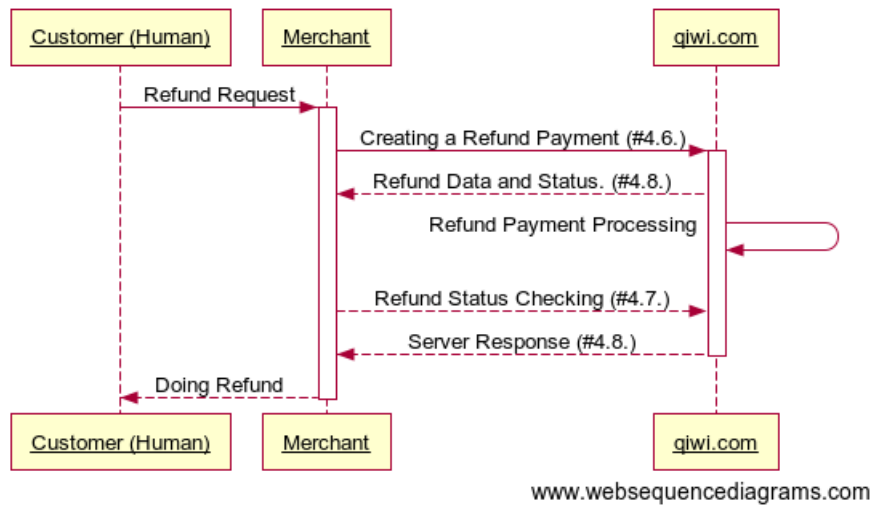 Customer (Human)
Merchant
qiwi.com
Refund Request
Creating a Refund Payment (#4.6.)
Refund Data and Status. (#4.8.)
Refund Payment Processing
Refund Status Checking (#4.7.)
Server Response (#4.8.)
Doing Refund
Customer (Human)
Merchant
qiwi.com
www.websequencediagrams.com